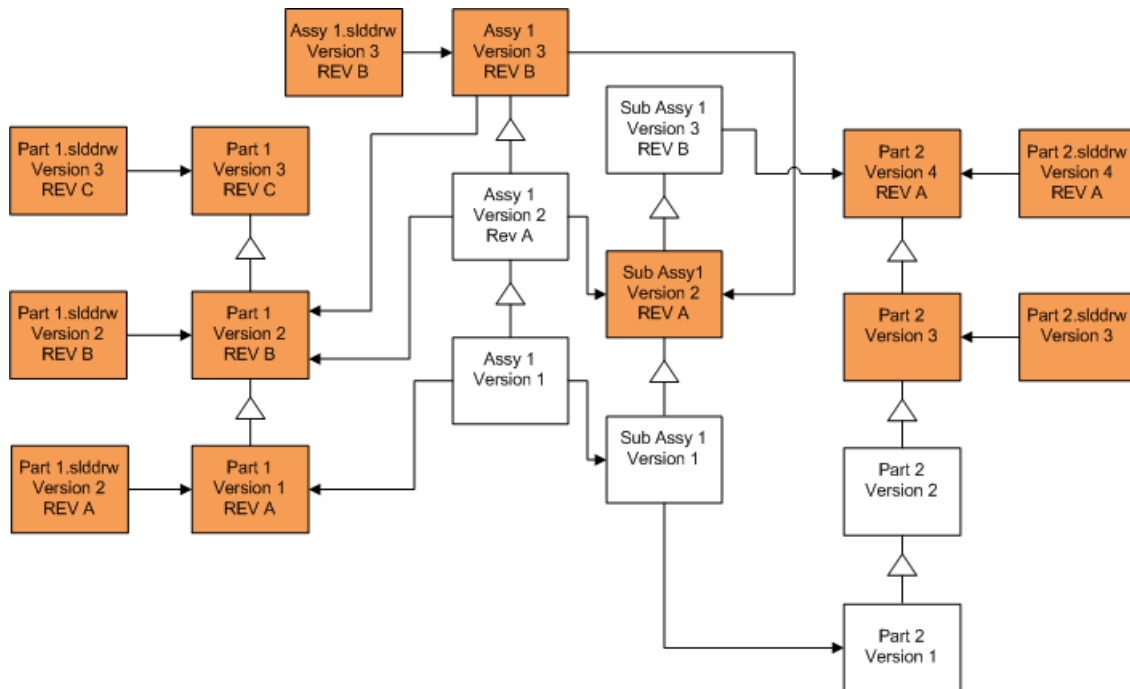 Assy 1.slddrw
Version 3
REV B
Assy 1
Version 3
REV B
Sub Assy 1
Version 3
REV B
Part 1.slddrw
Version 3
REV C
Part 1
Version 3
REV C
Part 2
Version 4
REV A
Part 2.slddrw
Version 4
REV A
Assy 1
Version 2
Rev A
Sub Assy1
Version 2
REV A
Part 1.slddrw
Version 2
REV B
Part 1
Version 2
REV B
Part 2
Version 3
Part 2.slddrw
Version 3
Assy 1
Version 1
Sub Assy 1
Version 1
Part 1.slddrw
Version 2
REV A
Part 1
Version 1
REV A
Part 2
Version 2
Part 2
Version 1